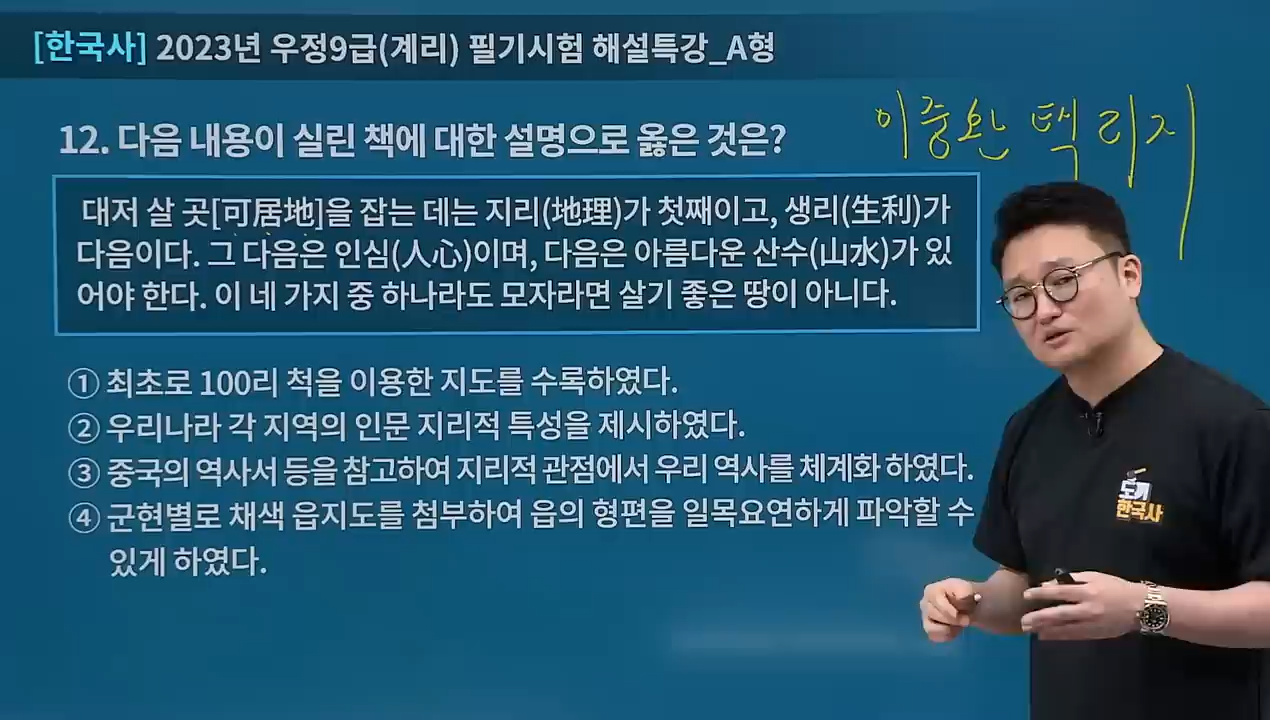 [한국사] 2023년 우정9급(계리) 필기시험 해설특강_A형
이중환 택리지
12. 다음 내용이 실린 책에 대한 설명으로 옳은 것은?
대저 살 곳[可居地]을 잡는 데는 지리(地理)가 첫째이고, 생리(生利)가
다음이다. 그 다음은 인심(人心)이며, 다음은 아름다운 산수(山水)가 있
어야 한다. 이 네 가지 중 하나라도 모자라면 살기 좋은 땅이 아니다.
① 최초로 100리 척을 이용한 지도를 수록하였다.
② 우리나라 각 지역의 인문 지리적 특성을 제시하였다.
③ 중국의 역사서 등을 참고하여 지리적 관점에서 우리 역사를 체계화 하였다.
④ 군현별로 채색 읍지도를 첨부하여 읍의 형편을 일목요연하게 파악할 수
있게 하였다.
한국사